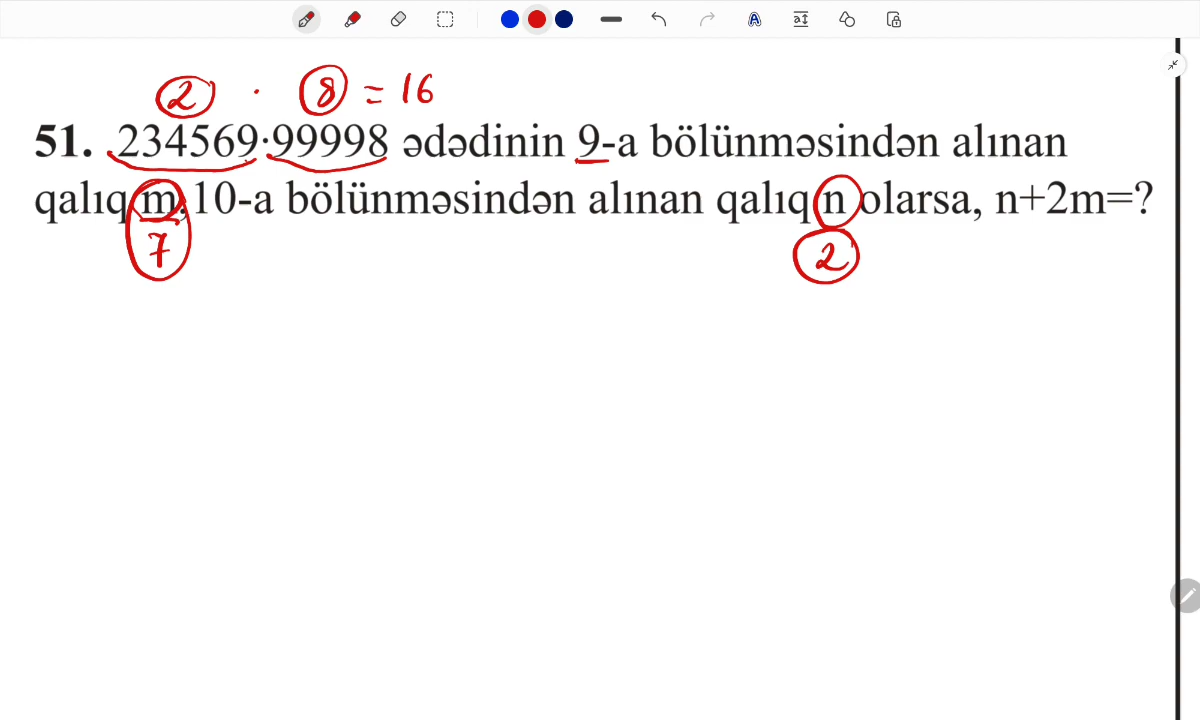 2 · 8 = 16
51. 234569·99998 ədədinin 9-a bölünməsindən alınan
qalıq m, 10-a bölünməsindən alınan qalıq n olarsa, n+2m=?
7 2